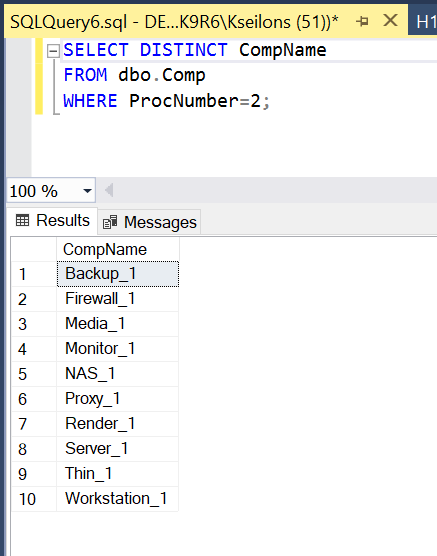 SQLQuery6.sql - DE...K9R6\Kseilons (51))*
H1
SELECT DISTINCT CompName
FROM dbo.Comp
WHERE ProcNumber=2;
100 %
Results Messages
CompName
1 Backup_1
2 Firewall_1
3 Media_1
4 Monitor_1
5 NAS_1
6 Proxy_1
7 Render_1
8 Server_1
9 Thin_1
10 Workstation_1